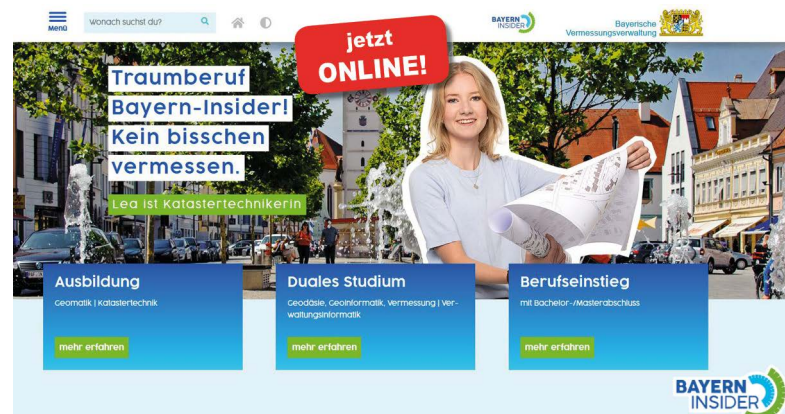 Menü
wonach suchst du?
jetzt
ONLINE!
BAYERN
INSIDER
Bayerische
Vermessungsverwaltung
Traumberuf
Bayern-Insider!
Kein bisschen
vermessen.
Lea ist Katastertechnikerin
Ausbildung
Geomatik | Katastertechnik
mehr erfahren
Duales Studium
Geodäsie, Geoinformatik, Vermessung | Ver-
waltungsinformatik
mehr erfahren
Berufseinstieg
mit Bachelor-/Masterabschluss
mehr erfahren
BAYERN
INSIDER